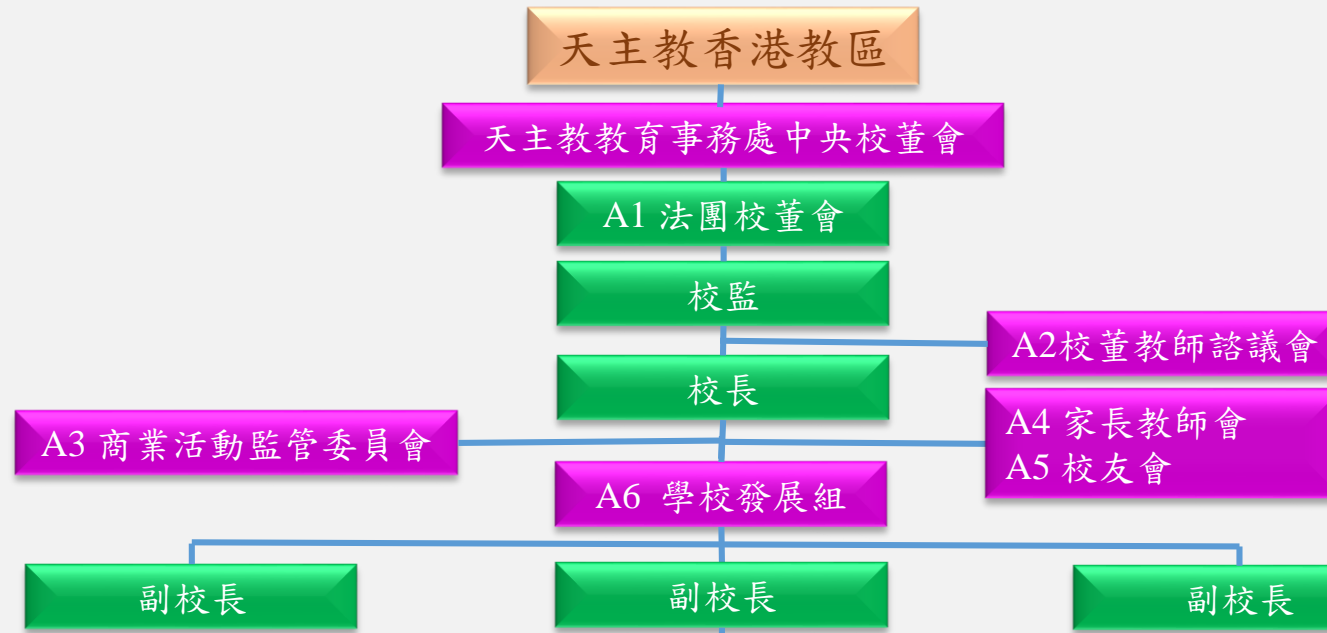 天主教香港教區
天主教教育事務處中央校董會
A1 法團校董會
校監
A2校董教師諮議會
校長
A3 商業活動監管委員會
A4 家長教師會
A5 校友會
A6 學校發展組
副校長
副校長
副校長